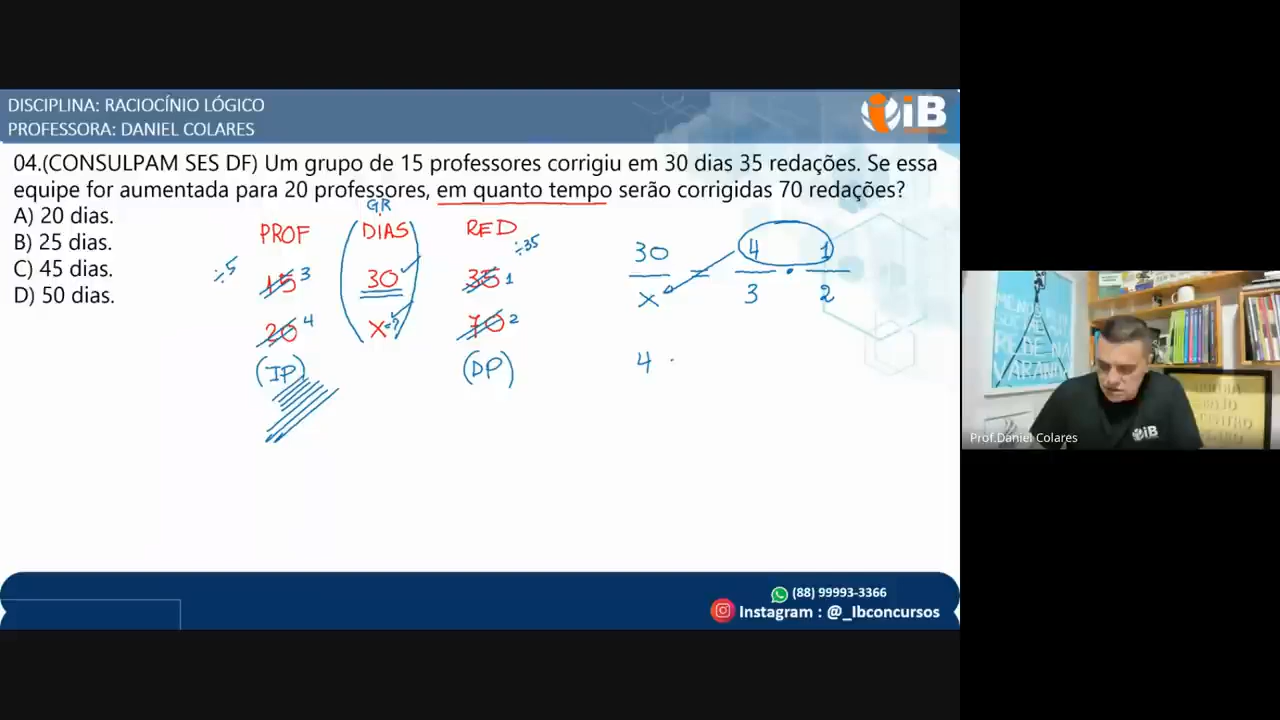 DISCIPLINA: RACIOCÍNIO LÓGICO
PROFESSORA: DANIEL COLARES
iB
04.(CONSULPAM SES DF) Um grupo de 15 professores corrigiu em 30 dias 35 redações. Se essa
equipe for aumentada para 20 professores, em quanto tempo serão corrigidas 70 redações?
A) 20 dias.
B) 25 dias.
C) 45 dias.
D) 50 dias.
GR
PROF DIAS RED
÷5 15 3 30 35 1 ÷35
20 4 X=? 70 2
(IP) (DP)
30 = 4 . 1
X 3 2
4 .
REDE NA
VARANDA
iB
Prof.Daniel Colares
(88) 99993-3366
Instagram : @_Ibconcursos